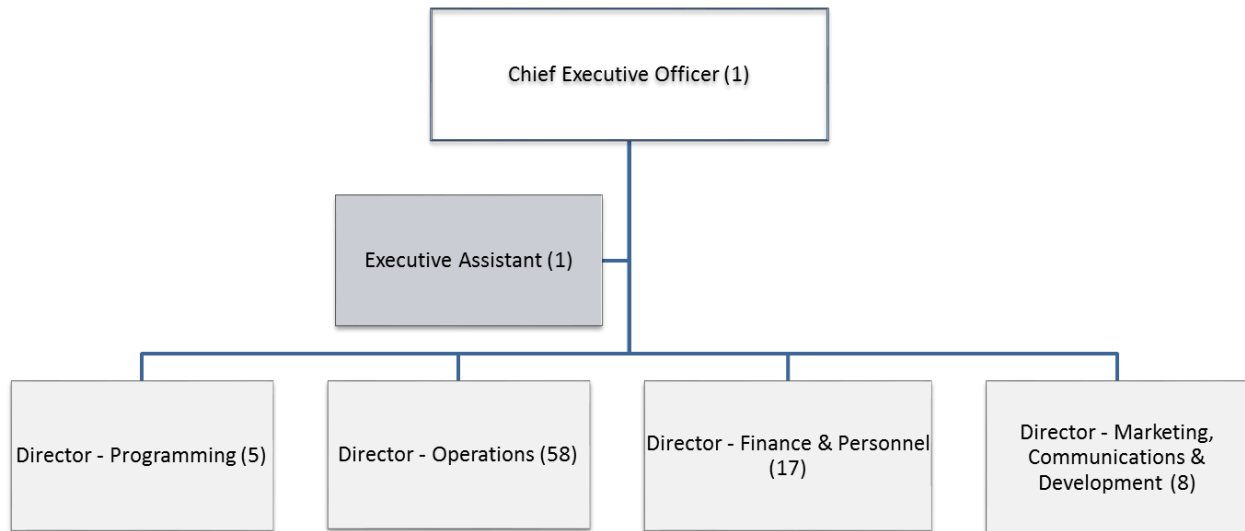 Chief Executive Officer (1)
Executive Assistant (1)
Director - Programming (5)
Director - Operations (58)
Director - Finance & Personnel
(17)
Director - Marketing,
Communications &
Development (8)